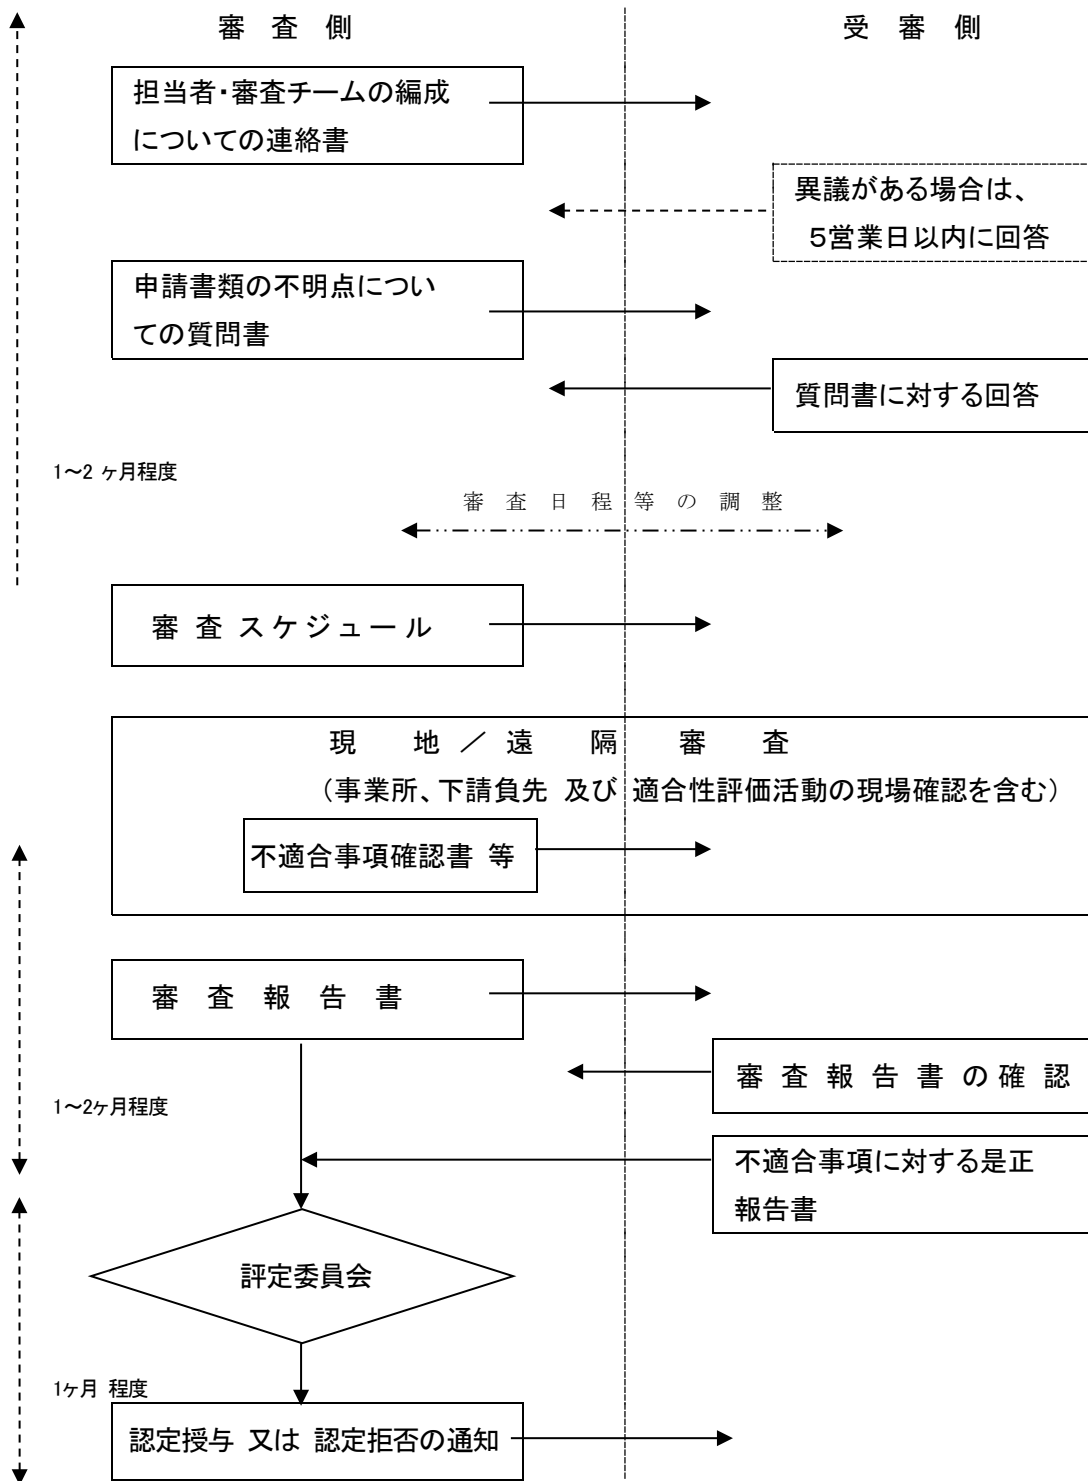 審 査 側
受 審 側
担当者・審査チームの編成
についての連絡書
異議がある場合は、
5営業日以内に回答
申請書類の不明点につい
ての質問書
質問書に対する回答
1～2 ヶ月程度
審 査 日 程 等 の 調 整
審 査 スケジュール
現 地 ／ 遠 隔 審 査
（事業所、下請負先 及び 適合性評価活動の現場確認を含む）
不適合事項確認書 等
審 査 報 告 書
審 査 報 告 書 の 確 認
1～2ヶ月程度
不適合事項に対する是正
報告書
評定委員会
1ヶ月 程度
認定授与 又は 認定拒否の通知